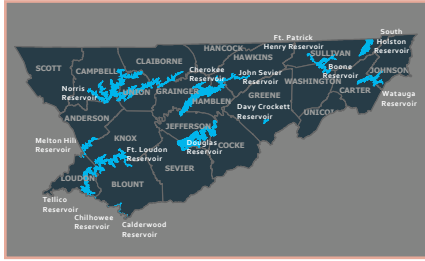 South
Holston
Reservoir
Ft. Patrick
Henry Reservoir
HANCOCK
SULLIVAN
HAWKINS
CLAIBORNE
SCOTT
CAMPBELL
Cherokee
Reservoir
John Sevier
Reservoir
Boone
Reservoir
JOHNSON
WASHINGTON
CARTER
Norris
Reservoir
UNION
GRAINGER
HAMBLEN
GREENE
Watauga
Reservoir
Davy Crockett
Reservoir
UNICOI
ANDERSON
JEFFERSON
KNOX
Melton Hill
Reservoir
Douglas
Reservoir
COCKE
Ft. Loudon
Reservoir
SEVIER
LOUDON
BLOUNT
Tellico
Reservoir
Chilhowee
Reservoir
Calderwood
Reservoir